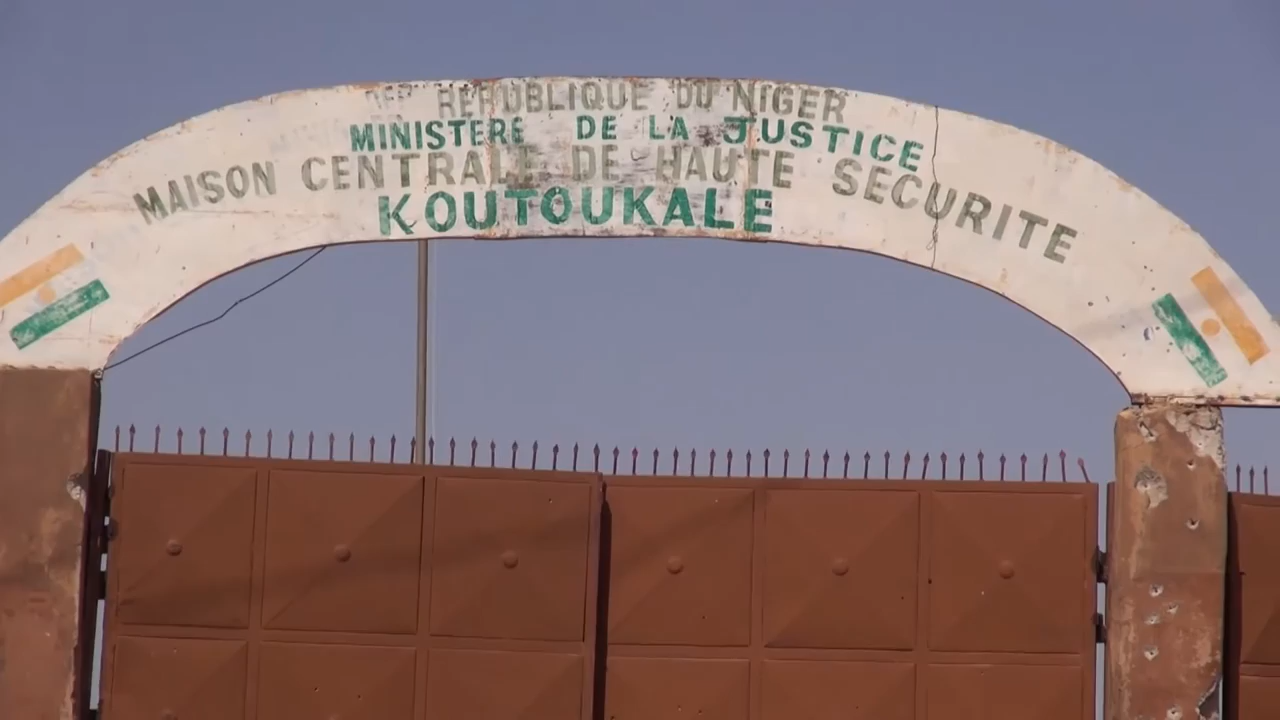 REPUBLIQUE DU NIGER
MINISTERE DE LA JUSTICE
MAISON CENTRALE DE HAUTE SECURITE
KOUTOUKALE